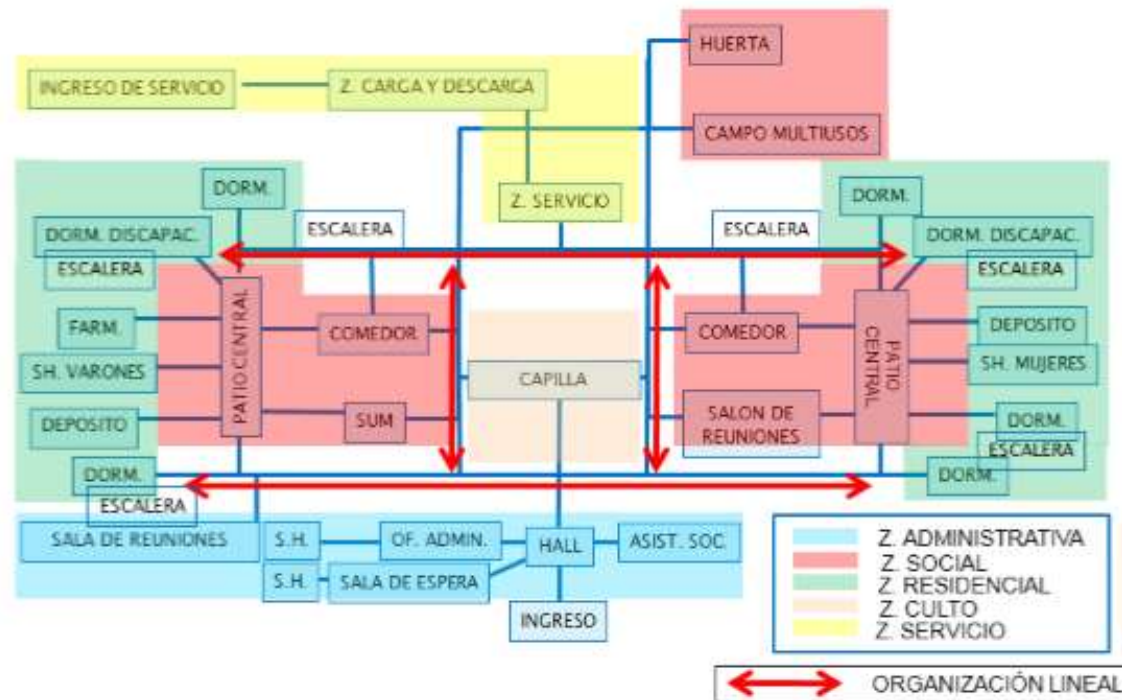 HUERTA
INGRESO DE SERVICIO
Z. CARGA Y DESCARGA
CAMPO MULTIUSOS
DORM.
Z. SERVICIO
DORM.
ESCALERA
ESCALERA
DORM. DISCAPAC.
DORM. DISCAPAC.
ESCALERA
ESCALERA
FARM.
COMEDOR
COMEDOR
DEPOSITO
PATIO CENTRAL
PATIO
CENTRAL
SH. VARONES
CAPILLA
SH. MUJERES
DEPOSITO
SUM
SALON DE
REUNIONES
DORM.
ESCALERA
DORM.
DORM.
ESCALERA
SALA DE REUNIONES
S.H.
OF. ADMIN.
HALL
ASIST. SOC.
S.H.
SALA DE ESPERA
INGRESO
Z. ADMINISTRATIVA
Z. SOCIAL
Z. RESIDENCIAL
Z. CULTO
Z. SERVICIO
ORGANIZACIÓN LINEAL